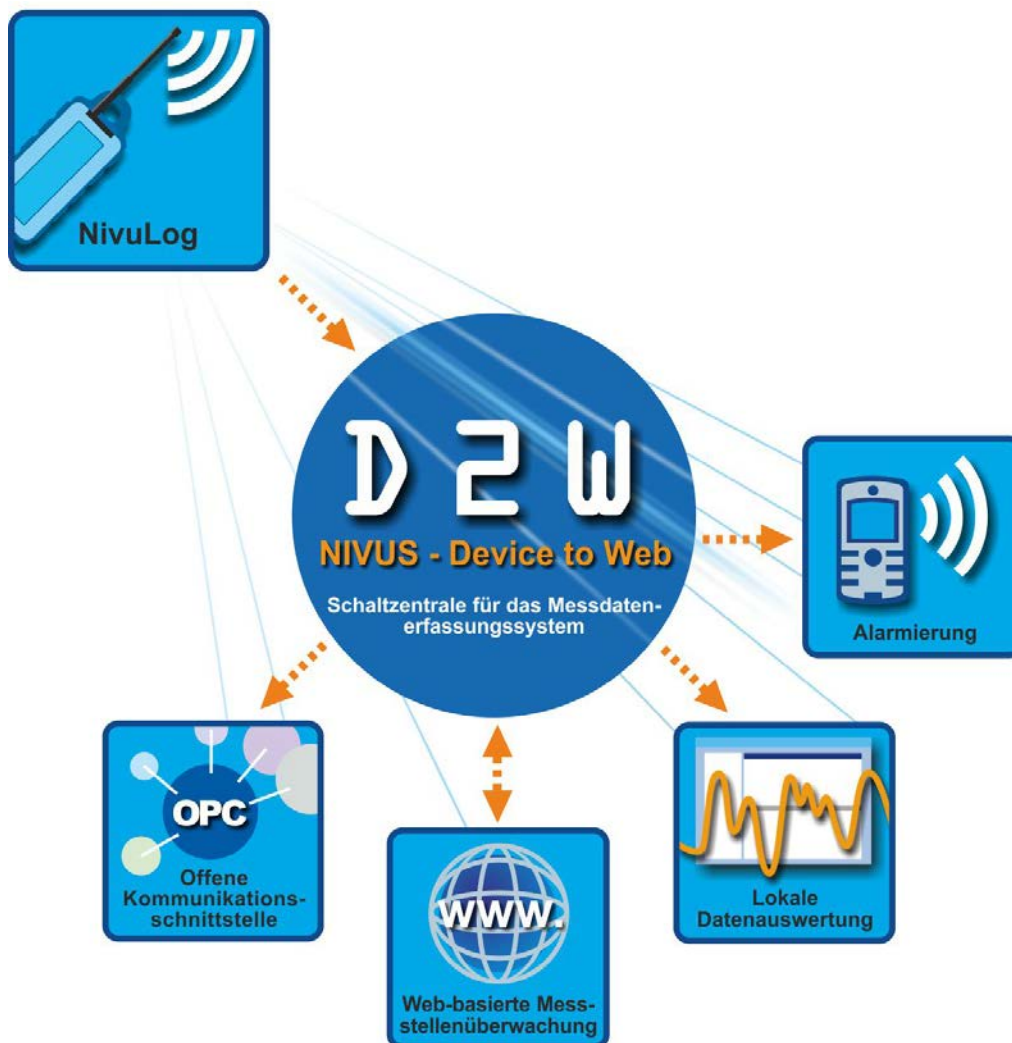 NivuLog
D2W
NIVUS - Device to Web
Schaltzentrale für das Messdaten-
erfassungssystem
Alarmierung
OPC
Offene
Kommunikations-
schnittstelle
www.
Web-basierte Mess-
stellenüberwachung
Lokale
Datenauswertung